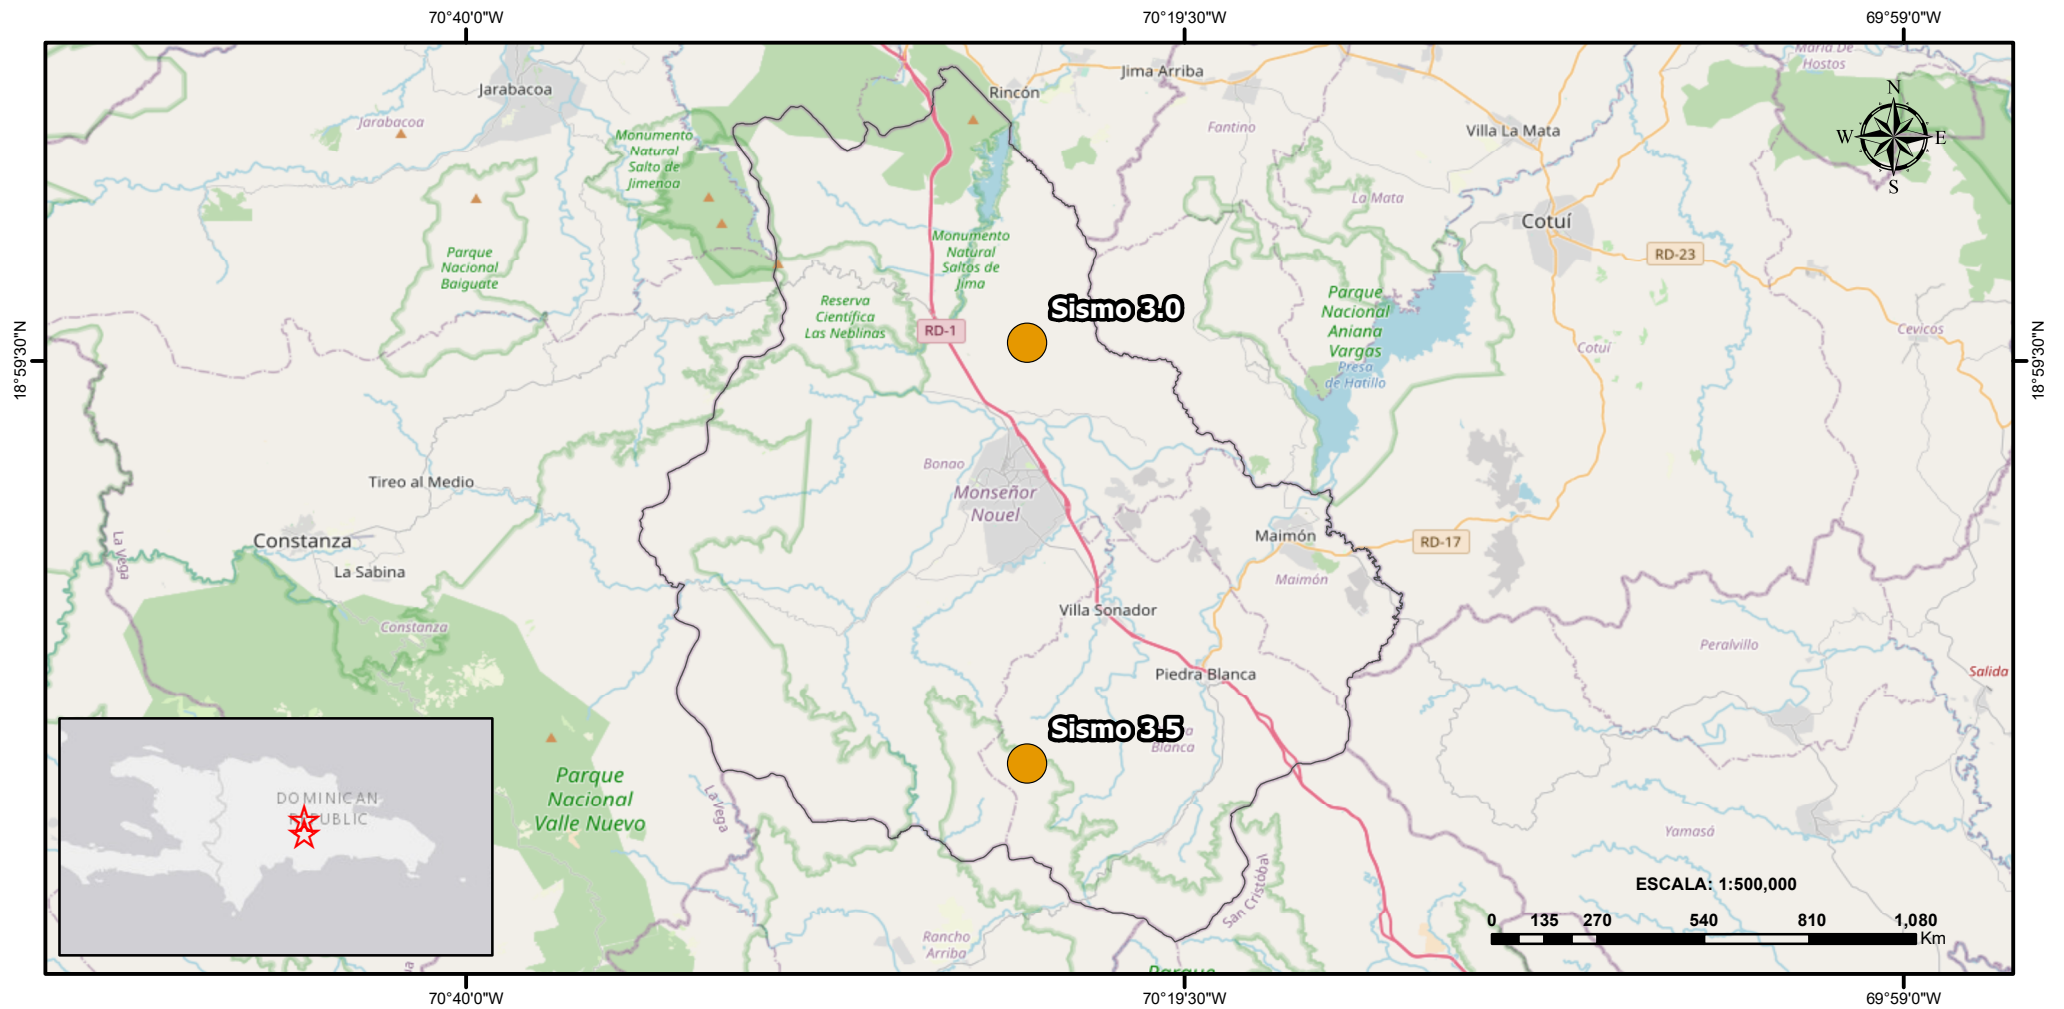 70°40'0"W
70°19'30"W
69°59'0"W
Jarabacoa
Jarabacoa
Monumento
Natural
Salto de
Jimenoa
Rincón
Jima Arriba
Fantino
Villa La Mata
María De
Hostos
N
W
E
S
Parque
Nacional
Baiguate
Monumento
Natural
Saltos de
Jima
La Mata
Cotuí
RD-23
Reserva
Científica
Las Neblinas
RD-1
Sismo 3.0
Parque
Nacional
Aniana
Vargas
Presa
de Hatillo
Cotuí
Cevicos
18°59'30"N
18°59'30"N
Tireo al Medio
Bonao
Monseñor
Nouel
Constanza
La Sabina
La Vega
Maimón
Maimón
RD-17
Constanza
Villa Sonador
Piedra Blanca
Peralvillo
Salida
Sismo 3.5
Blanca
Parque
Nacional
Valle Nuevo
La Vega
DOMINICAN
REPUBLIC
Yamasá
San Cristóbal
Rancho
Arriba
Parque
ESCALA: 1:500,000
0 135 270 540 810 1,080
Km
70°40'0"W
70°19'30"W
69°59'0"W